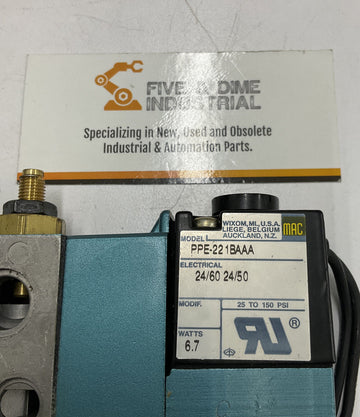 FIVE & DIME
INDUSTRIAL
Specializing in New, Used and Obsolete
Industrial & Automation Parts.
WIXOM, MI, U.S.A.
LIEGE, BELGIUM
AUCKLAND, N.Z.
MAC
MODEL
PPE-221BAAA
ELECTRICAL
24/60 24/50
MODIF.
25 TO 150 PSI
WATTS
6.7
UR
®